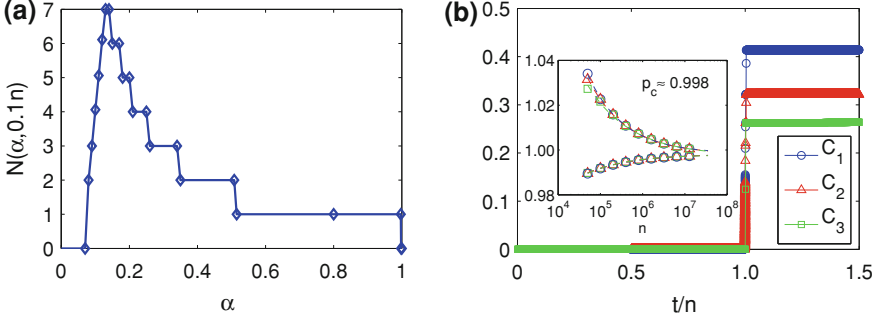 (a)
7
6
5
4
3
2
1
0
N(α,0.1n)
0 0.2 0.4 0.6 0.8 1
α
(b)
0.5
0.4
0.3
0.2
0.1
0
0 0.5 1.0 1.5
t/n
1.04
1.02
1.00
0.98
10^4 10^5 10^6 10^7 10^8
n
p_c ≈ 0.998
C_1
C_2
C_3